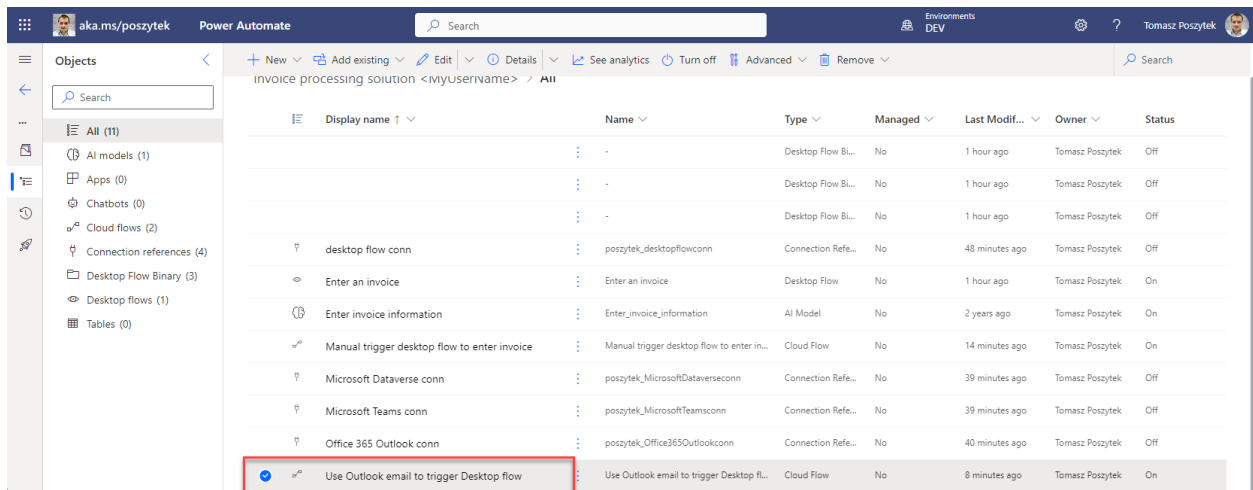 aka.ms/poszytek Power Automate Search Environments DEV ? Tomasz Poszytek
Objects
Search
All (11)
AI models (1)
Apps (0)
Chatbots (0)
Cloud flows (2)
Connection references (4)
Desktop Flow Binary (3)
Desktop flows (1)
Tables (0)
New Add existing Edit Details See analytics Turn off Advanced Remove Search
Invoice processing solution <MyUserName> > All
Display name ↑ Name Type Managed Last Modif... Owner Status
- Desktop Flow Bi... No 1 hour ago Tomasz Poszytek Off
- Desktop Flow Bi... No 1 hour ago Tomasz Poszytek Off
- Desktop Flow Bi... No 1 hour ago Tomasz Poszytek Off
desktop flow conn poszytek_desktopflowconn Connection Refe... No 48 minutes ago Tomasz Poszytek Off
Enter an invoice Enter an invoice Desktop Flow No 1 hour ago Tomasz Poszytek On
Enter invoice information Enter_invoice_information AI Model No 2 years ago Tomasz Poszytek On
Manual trigger desktop flow to enter invoice Manual trigger desktop flow to enter in... Cloud Flow No 14 minutes ago Tomasz Poszytek On
Microsoft Dataverse conn poszytek_MicrosoftDataverseconn Connection Refe... No 39 minutes ago Tomasz Poszytek Off
Microsoft Teams conn poszytek_MicrosoftTeamsconn Connection Refe... No 39 minutes ago Tomasz Poszytek Off
Office 365 Outlook conn poszytek_Office365Outlookconn Connection Refe... No 40 minutes ago Tomasz Poszytek Off
Use Outlook email to trigger Desktop flow Use Outlook email to trigger Desktop fl... Cloud Flow No 8 minutes ago Tomasz Poszytek On